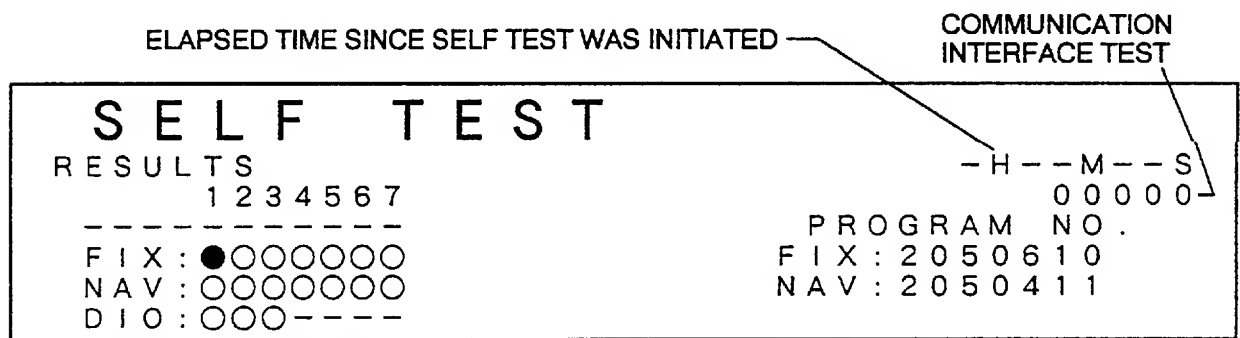 ELAPSED TIME SINCE SELF TEST WAS INITIATED
COMMUNICATION
INTERFACE TEST
SELF TEST
RESULTS
-H--M--S
1234567
00000
------------
PROGRAM NO.
FIX:●○○○○○○
FIX:2050610
NAV:○○○○○○○
NAV:2050411
DIO:○○○----